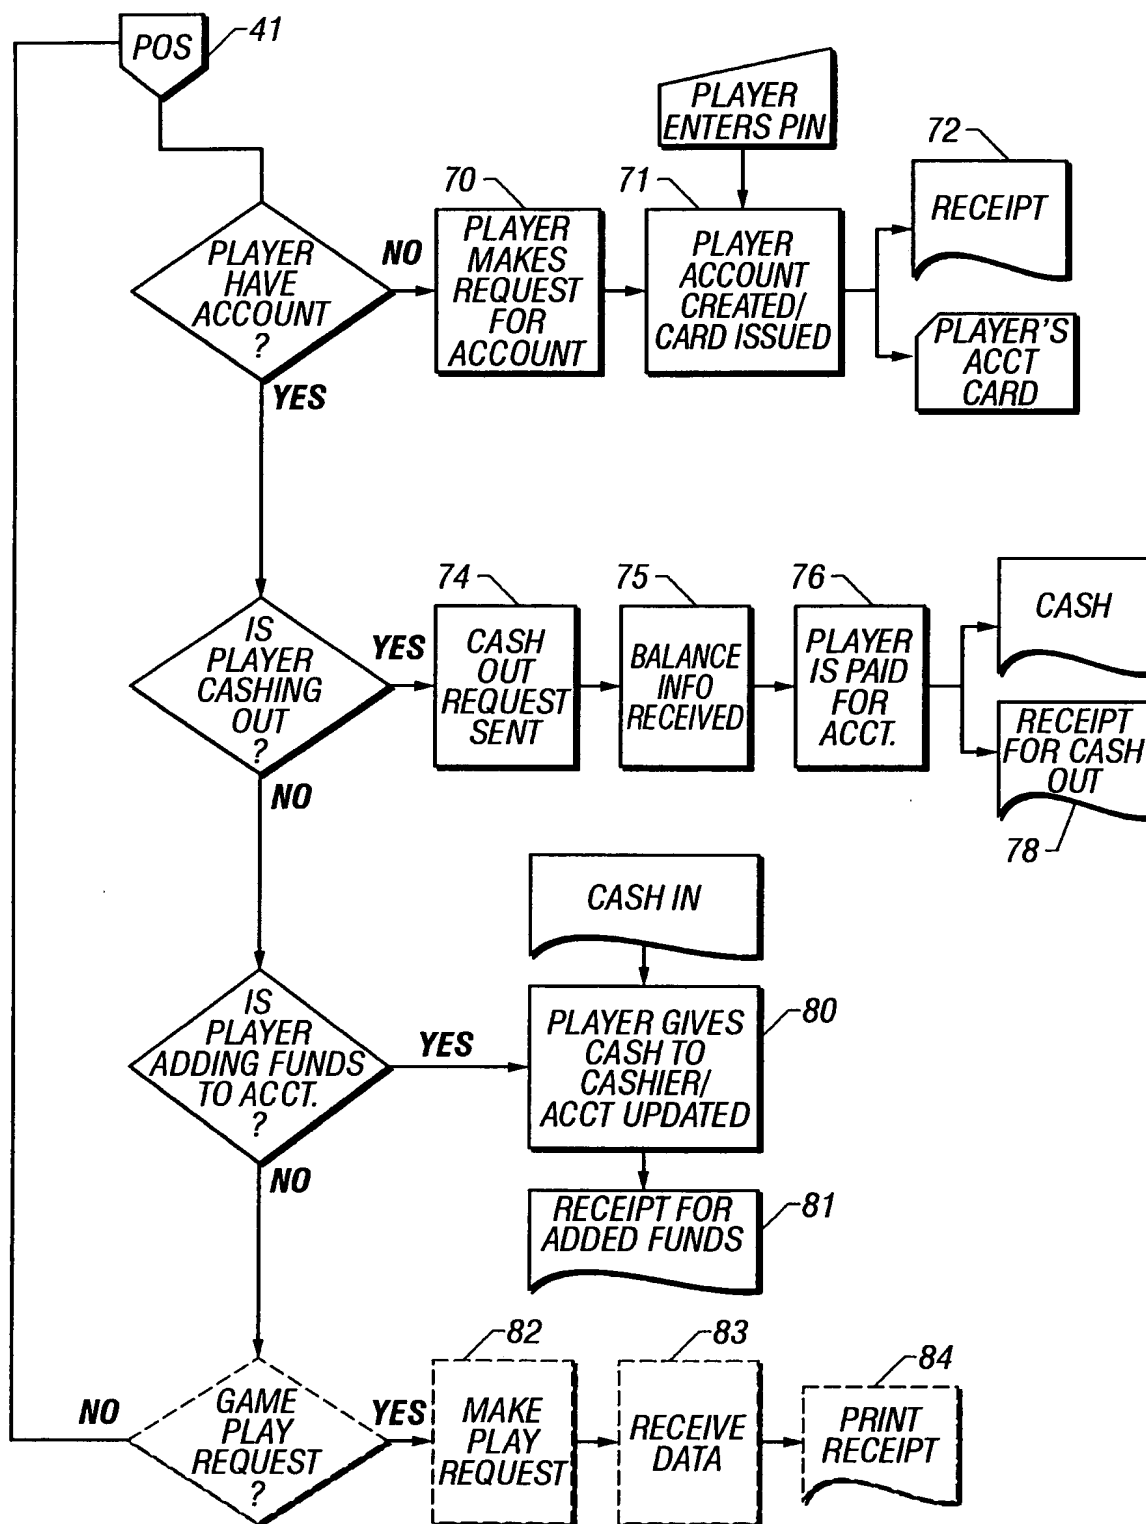 POS
41
PLAYER
ENTERS PIN
PLAYER
HAVE
ACCOUNT
?
NO
YES
70
PLAYER
MAKES
REQUEST
FOR
ACCOUNT
71
PLAYER
ACCOUNT
CREATED/
CARD ISSUED
72
RECEIPT
PLAYER'S
ACCT
CARD
IS
PLAYER
CASHING
OUT
?
YES
NO
74
CASH
OUT
REQUEST
SENT
75
BALANCE
INFO
RECEIVED
76
PLAYER
IS PAID
FOR
ACCT.
CASH
RECEIPT
FOR CASH
OUT
78
CASH IN
IS
PLAYER
ADDING FUNDS
TO ACCT.
?
YES
NO
80
PLAYER GIVES
CASH TO
CASHIER/
ACCT UPDATED
81
RECEIPT FOR
ADDED FUNDS
GAME
PLAY
REQUEST
?
NO
YES
82
MAKE
PLAY
REQUEST
83
RECEIVE
DATA
84
PRINT
RECEIPT